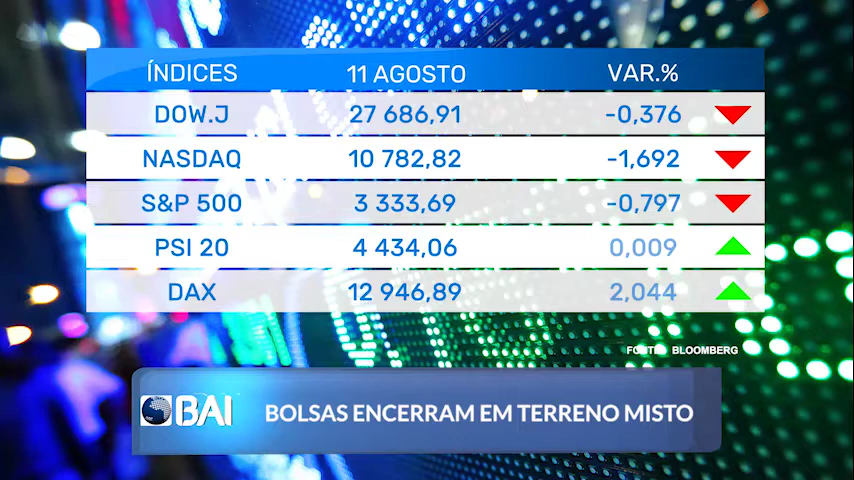 ÍNDICES 11 AGOSTO VAR.%
DOW.J 27 686,91 -0,376
NASDAQ 10 782,82 -1,692
S&P 500 3 333,69 -0,797
PSI 20 4 434,06 0,009
DAX 12 946,89 2,044
FONTE: BLOOMBERG
BAI BOLSAS ENCERRAM EM TERRENO MISTO